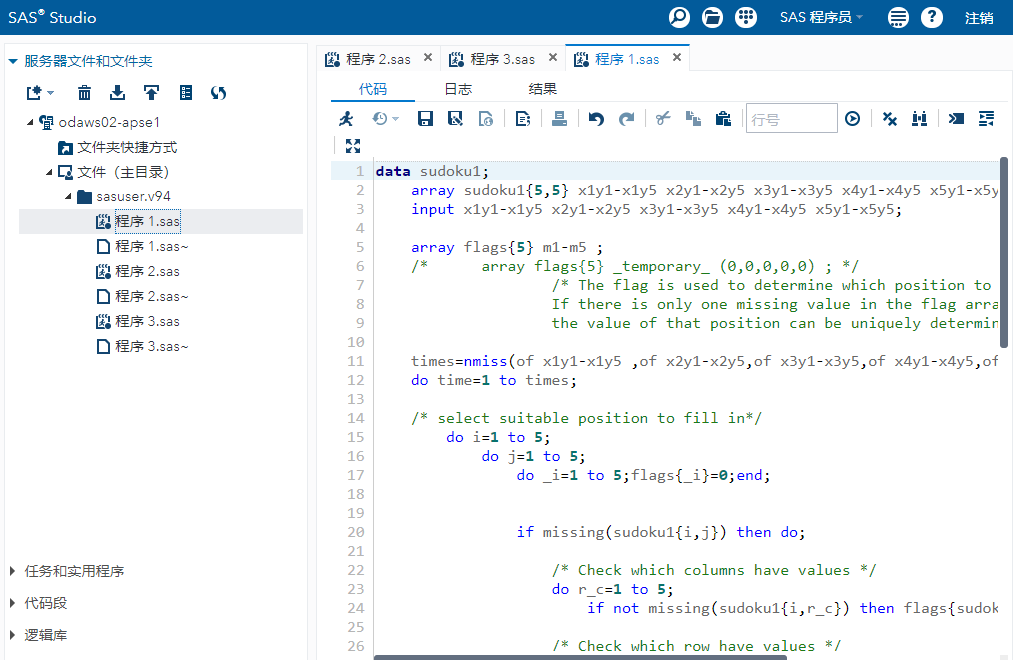 SAS® Studio
SAS 程序员
注销
服务器文件和文件夹
odaws02-apse1
文件夹快捷方式
文件（主目录）
sasuser.v94
程序 1.sas
程序 1.sas~
程序 2.sas
程序 2.sas~
程序 3.sas
程序 3.sas~
任务和实用程序
代码段
逻辑库
程序 2.sas × 程序 3.sas × 程序 1.sas ×
代码 日志 结果
行号
1 data sudoku1;
2 array sudoku1{5,5} x1y1-x1y5 x2y1-x2y5 x3y1-x3y5 x4y1-x4y5 x5y1-x5y
3 input x1y1-x1y5 x2y1-x2y5 x3y1-x3y5 x4y1-x4y5 x5y1-x5y5;
4
5 array flags{5} m1-m5 ;
6 /* array flags{5} _temporary_ (0,0,0,0,0) ; */
7 /* The flag is used to determine which position to
8 If there is only one missing value in the flag arra
9 the value of that position can be uniquely determin
10
11 times=nmiss(of x1y1-x1y5 ,of x2y1-x2y5,of x3y1-x3y5,of x4y1-x4y5,of
12 do time=1 to times;
13
14 /* select suitable position to fill in*/
15 do i=1 to 5;
16 do j=1 to 5;
17 do _i=1 to 5;flags{_i}=0;end;
18
19
20 if missing(sudoku1{i,j}) then do;
21
22 /* Check which columns have values */
23 do r_c=1 to 5;
24 if not missing(sudoku1{i,r_c}) then flags{sudok
25
26 /* Check which row have values */